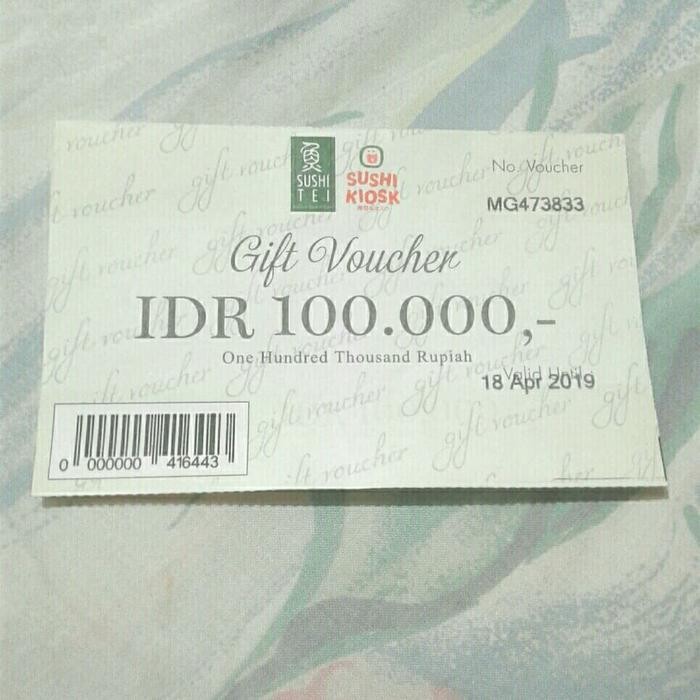 魚
SUSHI
TEI
SUSHI
KIOSK
No. Voucher
MG473833
Gift Voucher
IDR 100.000,-
One Hundred Thousand Rupiah
Valid Until :
18 Apr 2019
0 000000 416443